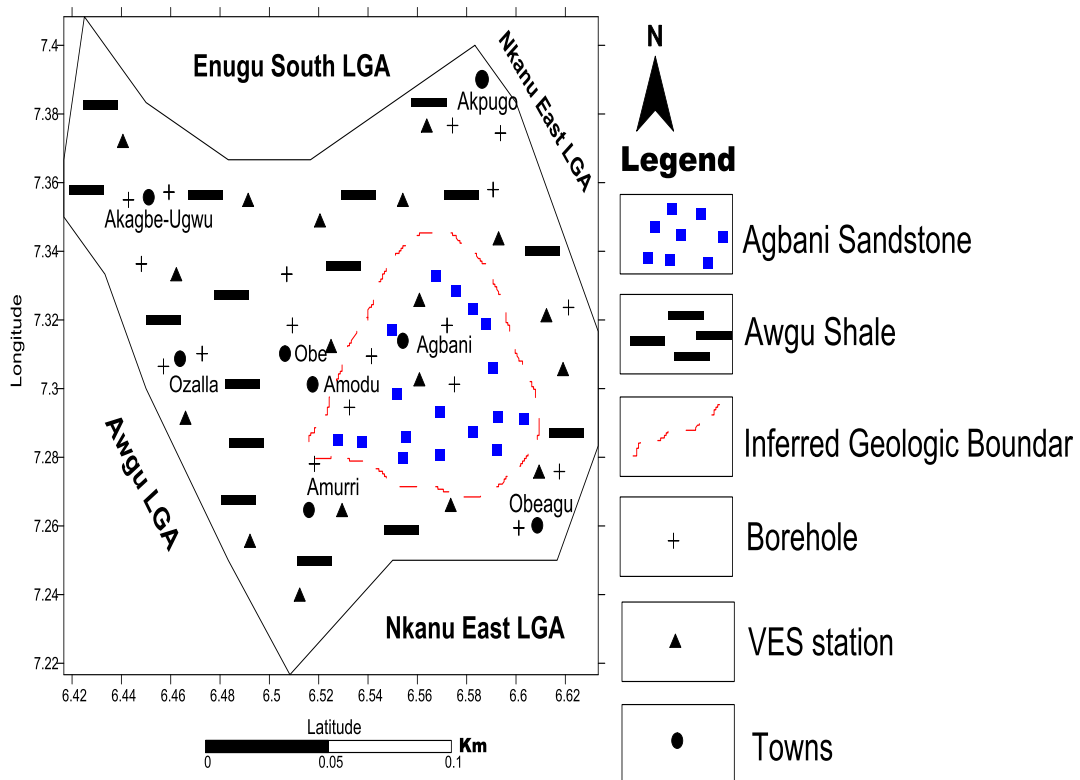 7.4
7.38
7.36
7.34
7.32
7.3
7.28
7.26
7.24
7.22
Longitude
Enugu South LGA
Nkanu East LGA
Akpugo
Akagbe-Ugwu
Obe
Agbani
Ozalla
Amodu
Awgu LGA
Amurri
Obeagu
Nkanu East LGA
6.42
6.44
6.46
6.48
6.5
6.52
6.54
6.56
6.58
6.6
6.62
Latitude
Km
0
0.05
0.1
N
Legend
Agbani Sandstone
Awgu Shale
Inferred Geologic Boundar
Borehole
VES station
Towns